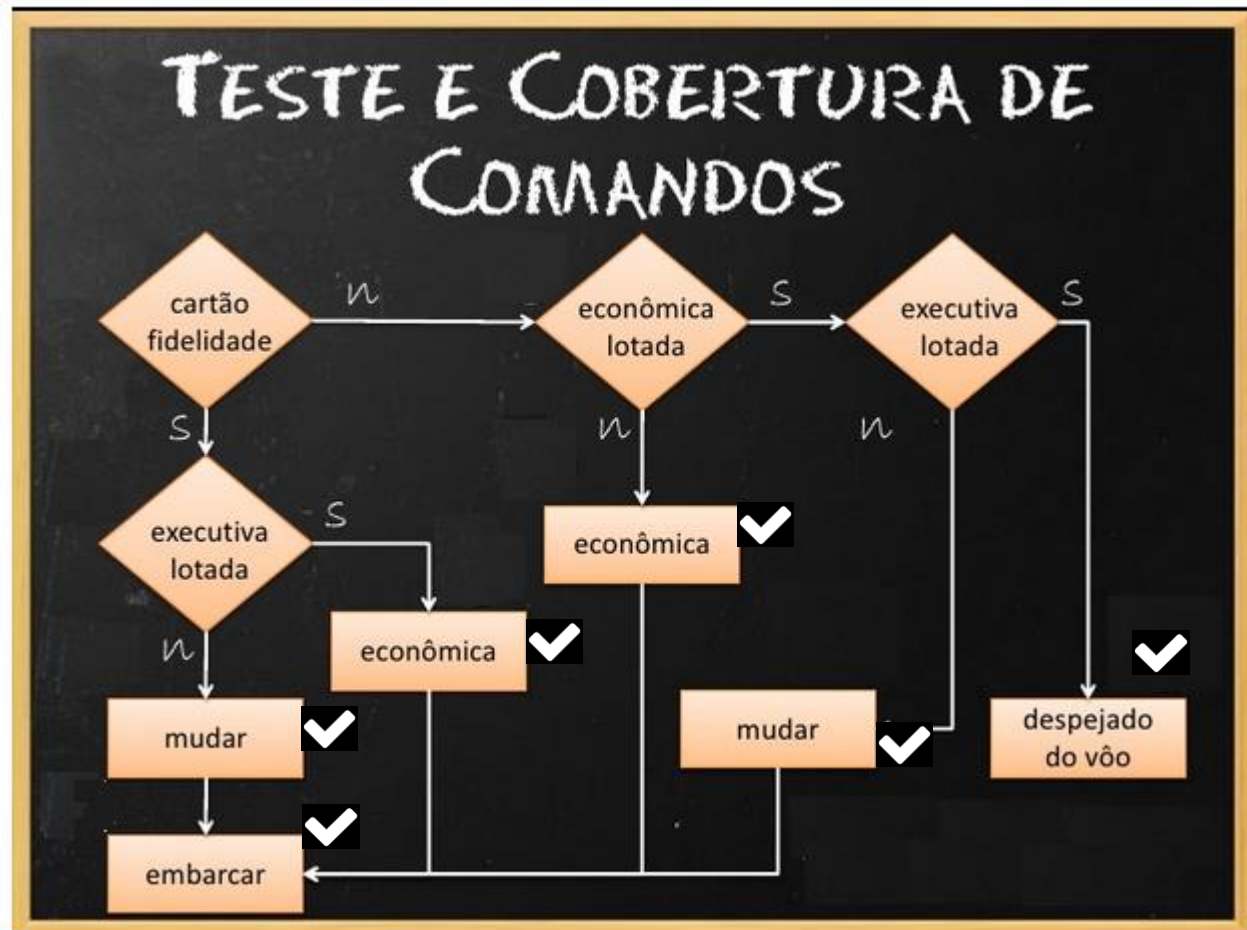 TESTE E COBERTURA DE
COMANDOS
cartão
fidelidade
n
econômica
lotada
s
executiva
lotada
s
s
n
n
executiva
lotada
s
econômica
econômica
n
mudar
mudar
despejado
do vôo
embarcar